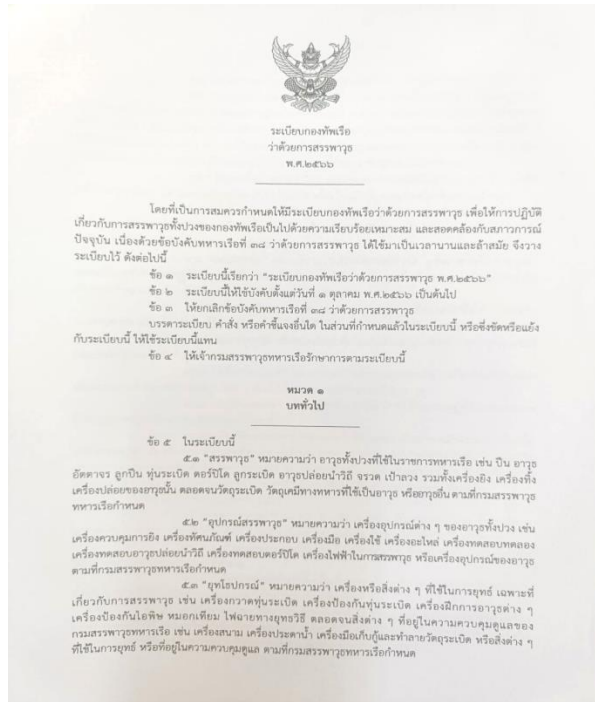 ระเบียบกองทัพเรือ
ว่าด้วยการสรรพาวุธ
พ.ศ.๒๕๖๖
โดยที่เป็นการสมควรกำหนดให้มีระเบียบกองทัพเรือว่าด้วยการสรรพาวุธ เพื่อให้การปฏิบัติ
เกี่ยวกับการสรรพาวุธทั้งปวงของกองทัพเรือเป็นไปด้วยความเรียบร้อยเหมาะสม และสอดคล้องกับสภาวการณ์
ปัจจุบัน เนื่องด้วยข้อบังคับทหารเรือที่ ๓๘ ว่าด้วยการสรรพาวุธ ได้ใช้มาเป็นเวลานานและล้าสมัย จึงวาง
ระเบียบไว้ ดังต่อไปนี้
ข้อ ๑ ระเบียบนี้เรียกว่า “ระเบียบกองทัพเรือว่าด้วยการสรรพาวุธ พ.ศ.๒๕๖๖”
ข้อ ๒ ระเบียบนี้ให้ใช้บังคับตั้งแต่วันที่ ๑ ตุลาคม พ.ศ.๒๕๖๖ เป็นต้นไป
ข้อ ๓ ให้ยกเลิกข้อบังคับทหารเรือที่ ๓๘ ว่าด้วยการสรรพาวุธ
บรรดาระเบียบ คำสั่ง หรือคำชี้แจงอื่นใด ในส่วนที่กำหนดแล้วในระเบียบนี้ หรือซึ่งขัดหรือแย้ง
กับระเบียบนี้ ให้ใช้ระเบียบนี้แทน
ข้อ ๔ ให้เจ้ากรมสรรพาวุธทหารเรือรักษาการตามระเบียบนี้
หมวด ๑
บททั่วไป
ข้อ ๕ ในระเบียบนี้
๕.๑ “สรรพาวุธ” หมายความว่า อาวุธทั้งปวงที่ใช้ในราชการทหารเรือ เช่น ปืน อาวุธ
อัตตาจร ลูกปืน ทุ่นระเบิด ตอร์ปิโด ลูกระเบิด อาวุธปล่อยนำวิถี จรวด เป้าลวง รวมทั้งเครื่องยิง เครื่องทิ้ง
เครื่องปล่อยของอาวุธนั้น ตลอดจนวัตถุระเบิด วัตถุเคมีทางทหารที่ใช้เป็นอาวุธ หรืออาวุธอื่น ตามที่กรมสรรพาวุธ
ทหารเรือกำหนด
๕.๒ “อุปกรณ์สรรพาวุธ” หมายความว่า เครื่องอุปกรณ์ต่าง ๆ ของอาวุธทั้งปวง เช่น
เครื่องควบคุมการยิง เครื่องทัศนภัณฑ์ เครื่องประกอบ เครื่องมือ เครื่องใช้ เครื่องอะไหล่ เครื่องทดสอบทดลอง
เครื่องทดสอบอาวุธปล่อยนำวิถี เครื่องทดสอบตอร์ปิโด เครื่องไฟฟ้าในการสรรพาวุธ หรือเครื่องอุปกรณ์ของอาวุธ
ตามที่กรมสรรพาวุธทหารเรือกำหนด
๕.๓ “ยุทโธปกรณ์” หมายความว่า เครื่องหรือสิ่งต่าง ๆ ที่ใช้ในการยุทธ์ เฉพาะที่
เกี่ยวกับการสรรพาวุธ เช่น เครื่องกวาดทุ่นระเบิด เครื่องป้องกันทุ่นระเบิด เครื่องฝึกการอาวุธต่าง ๆ
เครื่องป้องกันไอพิษ หมอกเทียม ไฟฉายทางยุทธวิธี ตลอดจนสิ่งต่าง ๆ ที่อยู่ในความควบคุมดูแลของ
กรมสรรพาวุธทหารเรือ เช่น เครื่องสนาม เครื่องประดาน้ำ เครื่องมือเก็บกู้และทำลายวัตถุระเบิด หรือสิ่งต่าง ๆ
ที่ใช้ในการยุทธ์ หรือที่อยู่ในความควบคุมดูแล ตามที่กรมสรรพาวุธทหารเรือกำหนด